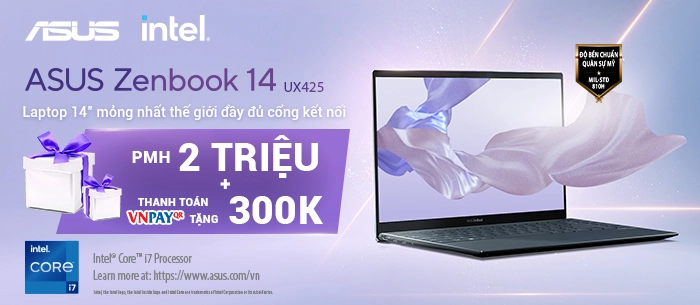 ASUS intel.
ASUS Zenbook 14 UX425
Laptop 14" mỏng nhất thế giới đầy đủ cổng kết nối
PMH 2 TRIỆU
+
THANH TOÁN
VNPAYQR TẶNG 300K
ĐỘ BỀN CHUẨN
QUÂN SỰ MỸ
MIL-STD
810H
intel.
CORE
i7
Intel® Core™ i7 Processor
Learn more at: https://www.asus.com/vn